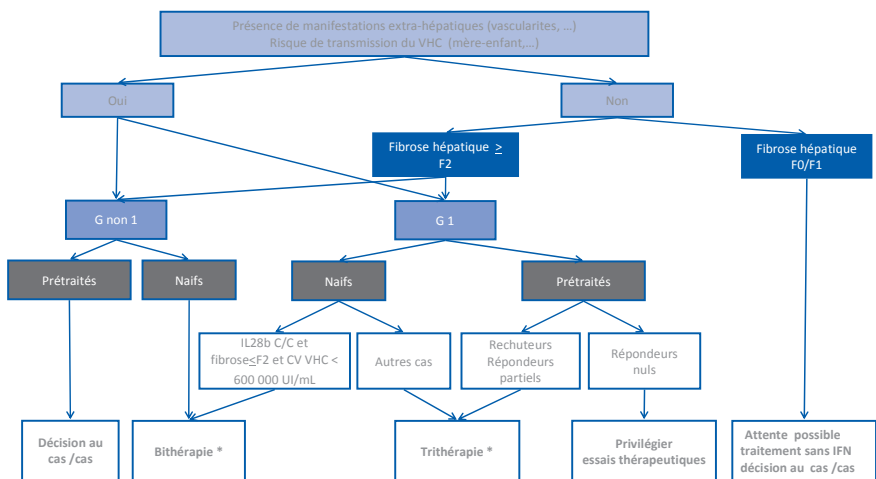 Présence de manifestations extra-hépatiques (vascularites, ...)
Risque de transmission du VHC (mère-enfant,...)
Oui
Non
Fibrose hépatique ≥
F2
Fibrose hépatique
F0/F1
G non 1
G 1
Prétraités
Naifs
Naifs
Prétraités
IL28b C/C et
fibrose≤F2 et CV VHC <
600 000 UI/mL
Autres cas
Rechuteurs
Répondeurs
partiels
Répondeurs
nuls
Décision au
cas /cas
Bithérapie *
Trithérapie *
Privilégier
essais thérapeutiques
Attente possible
traitement sans IFN
décision au cas /cas